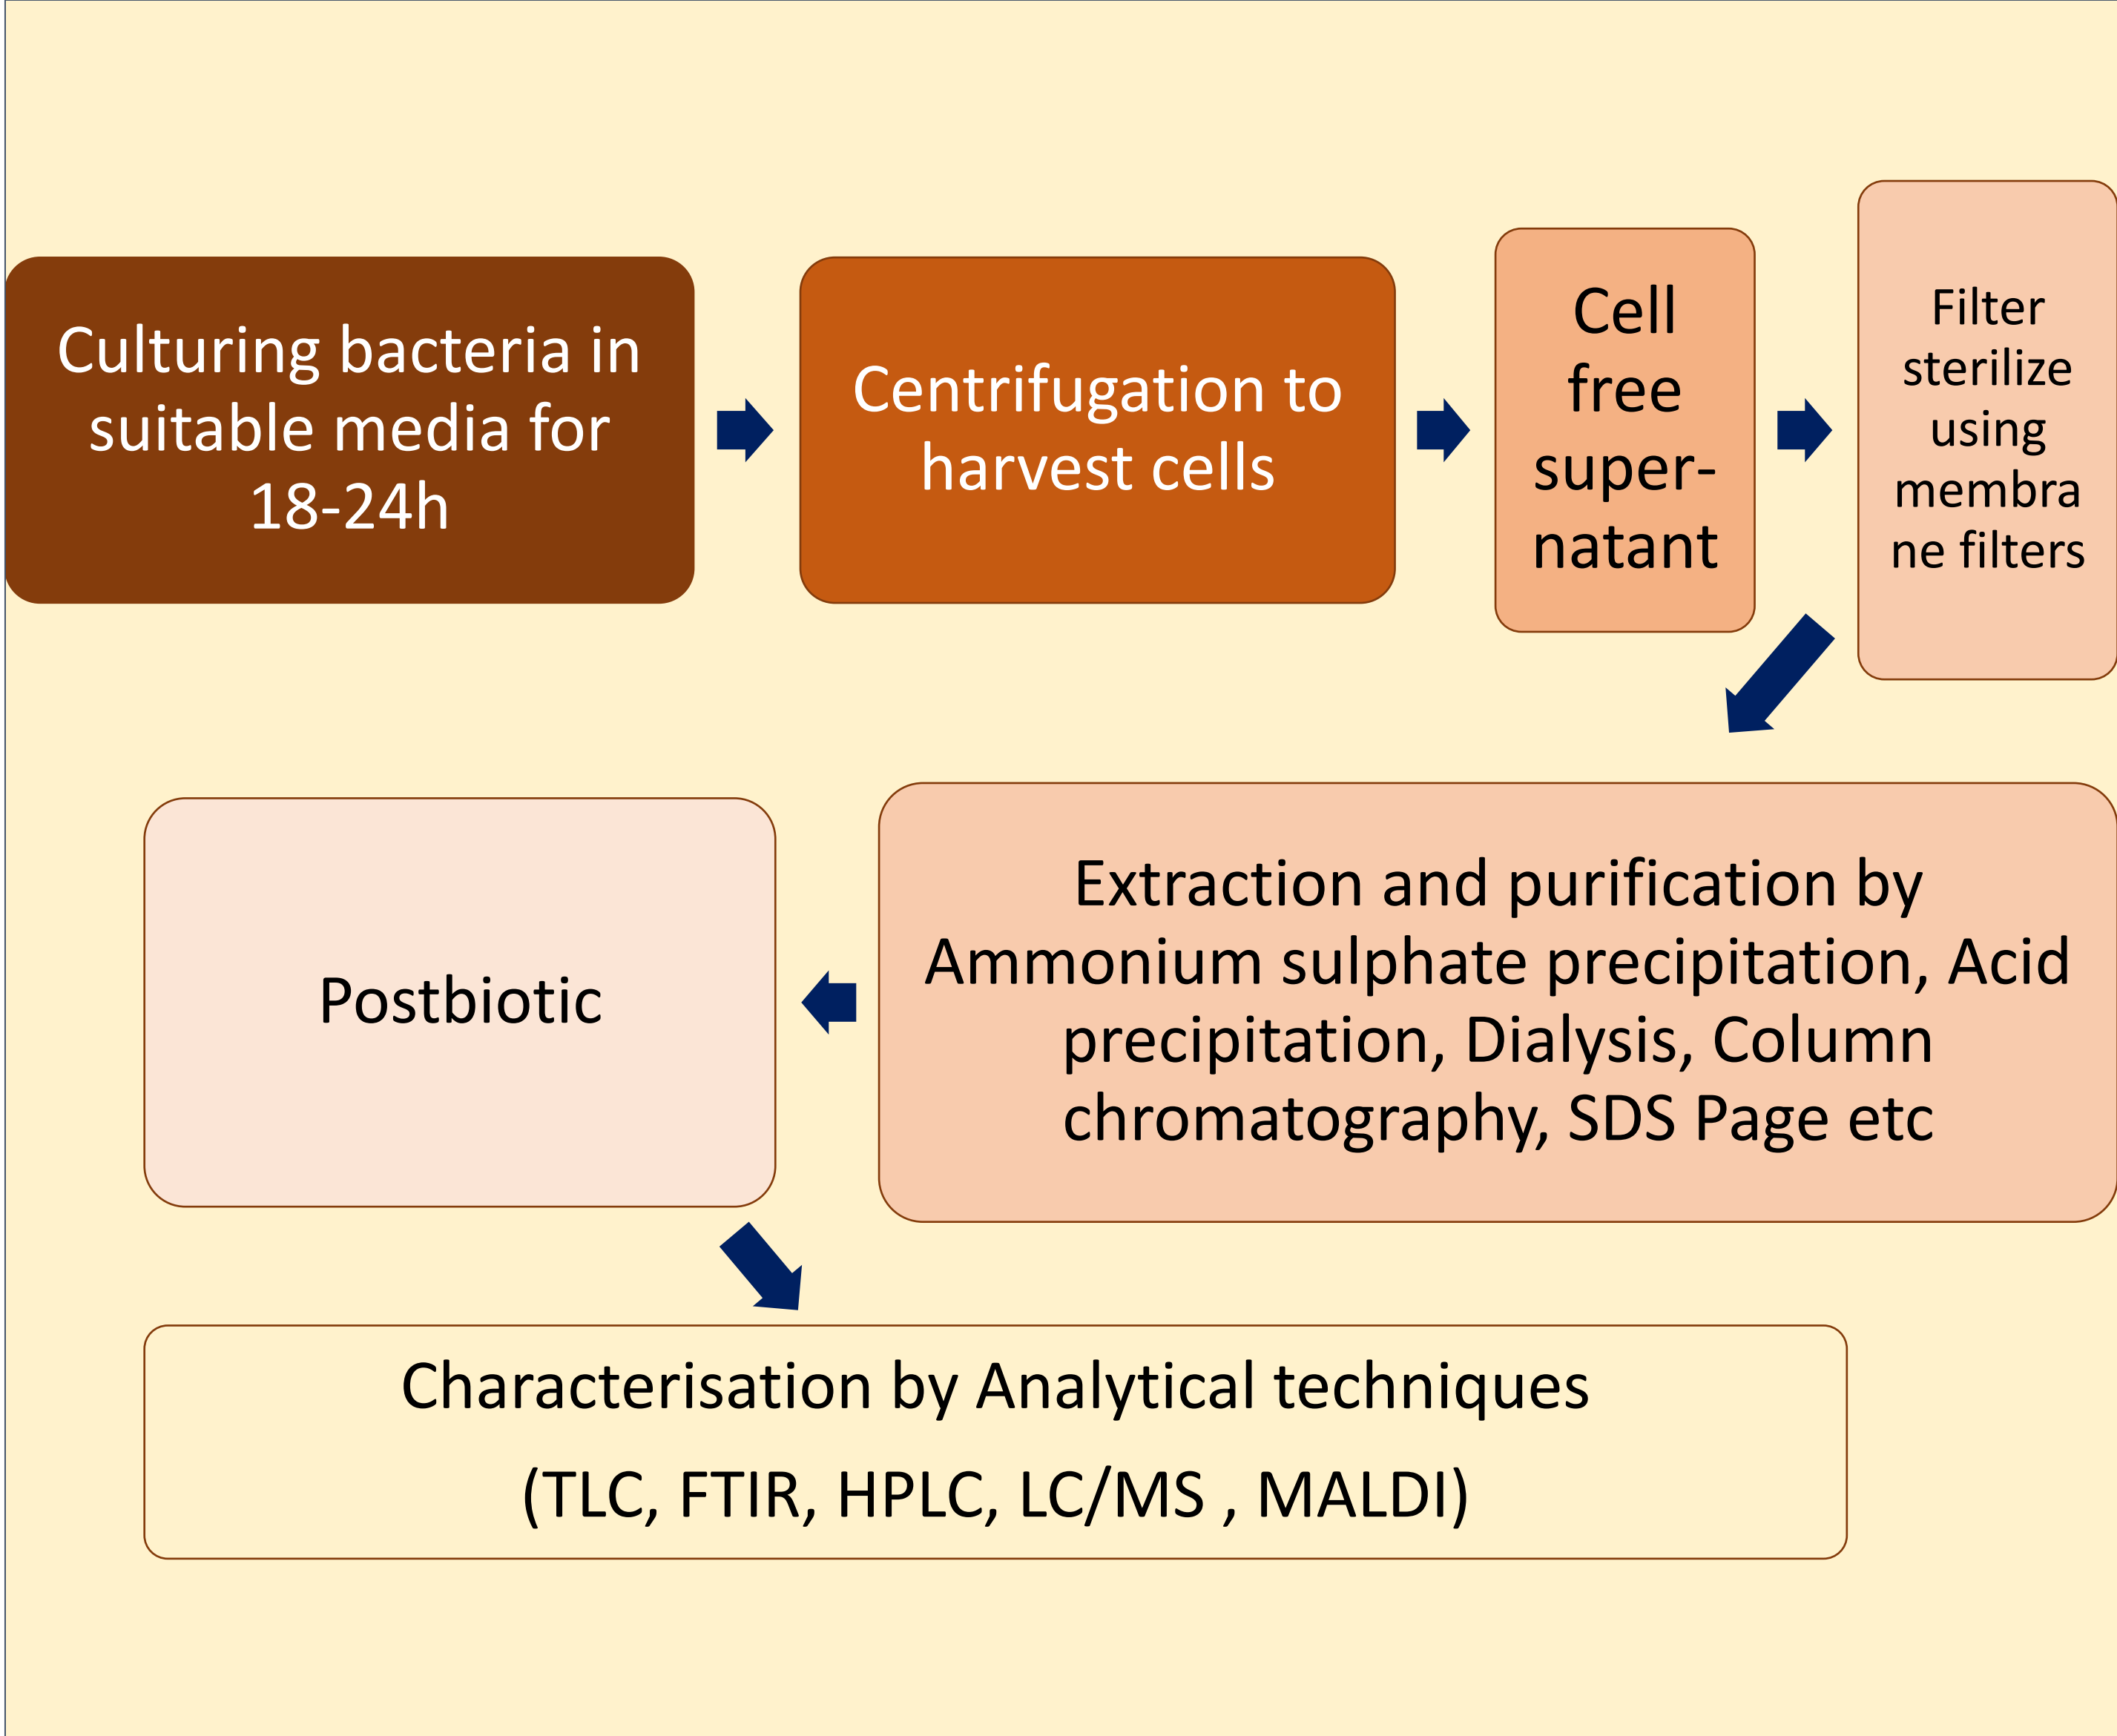 Culturing bacteria in
suitable media for
18-24h
Centrifugation to
harvest cells
Cell
free
super-
natant
Filter
sterilize
using
membra
ne filters
Extraction and purification by
Ammonium sulphate precipitation, Acid
precipitation, Dialysis, Column
chromatography, SDS Page etc
Postbiotic
Characterisation by Analytical techniques
(TLC, FTIR, HPLC, LC/MS , MALDI)